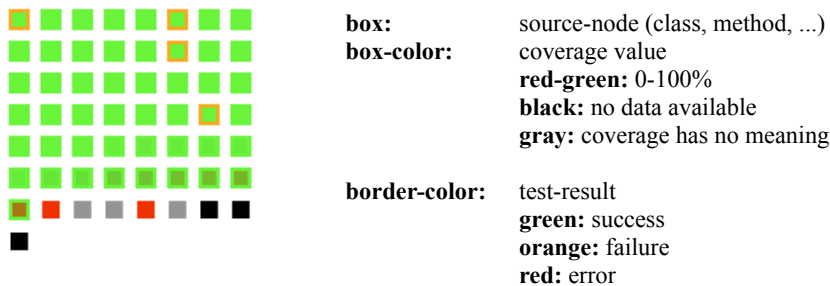 box: source-node (class, method, ...)
box-color: coverage value
red-green: 0-100%
black: no data available
gray: coverage has no meaning
border-color: test-result
green: success
orange: failure
red: error